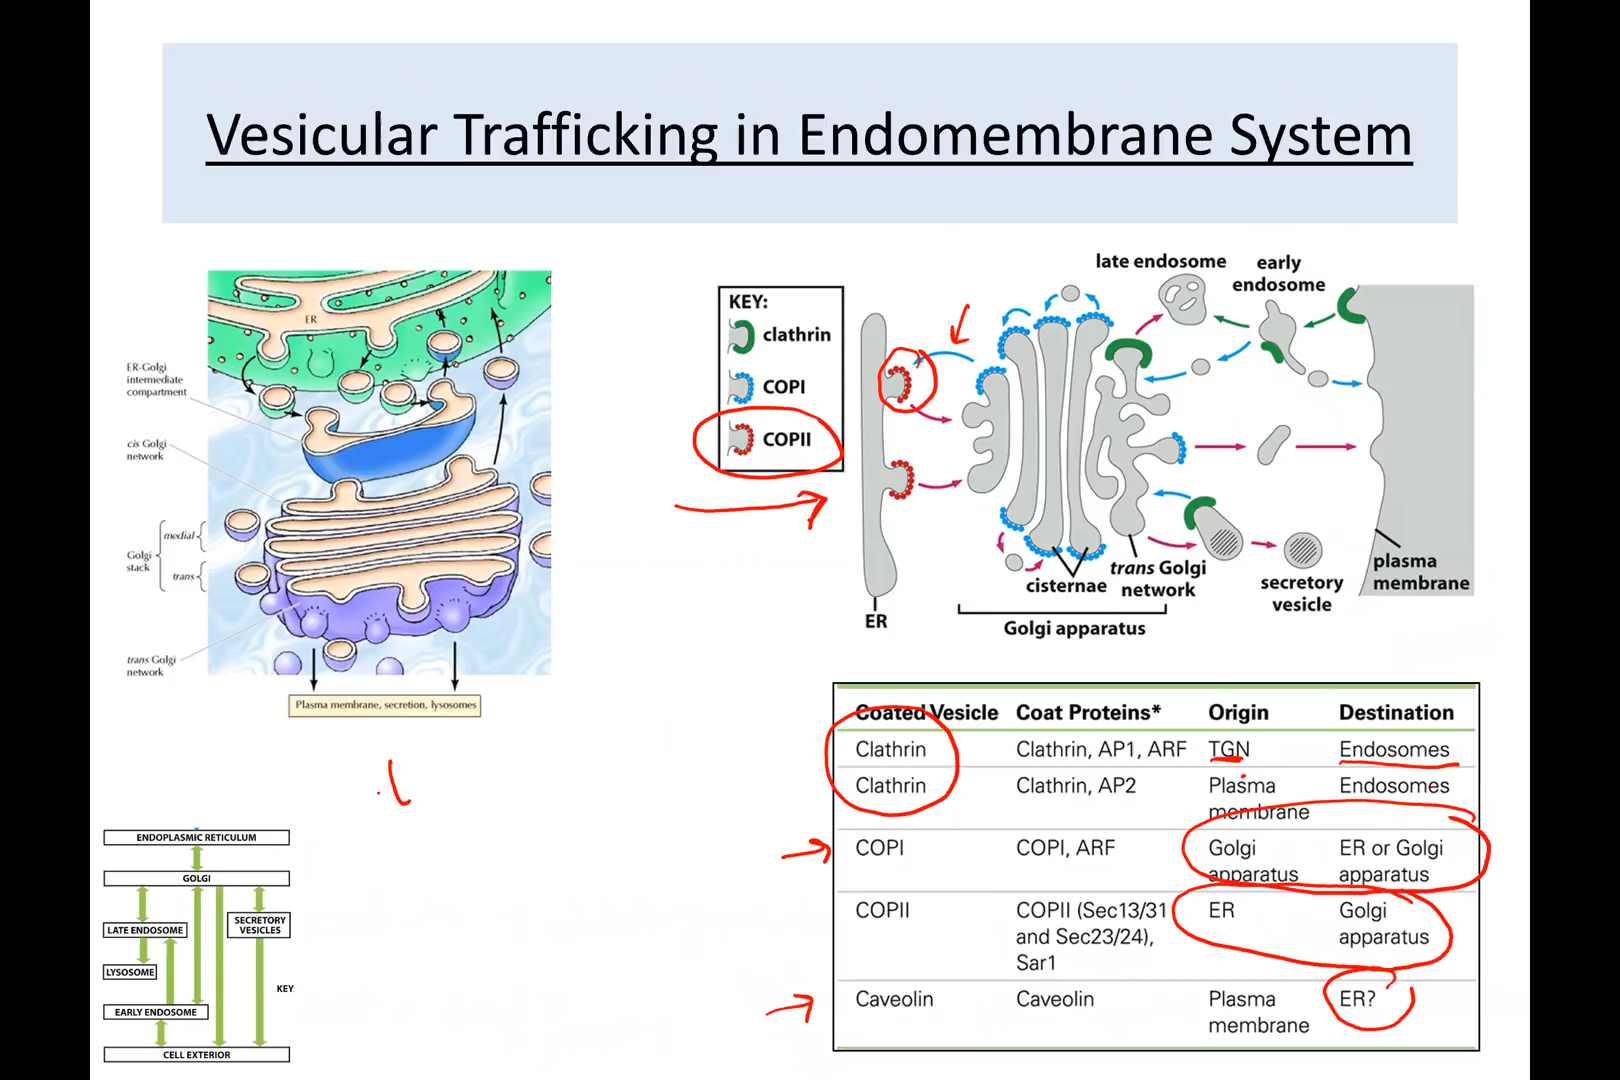 Vesicular Trafficking in Endomembrane System
ER
ER-Golgi
intermediate
compartment
cis Golgi
network
medial
Golgi
stack
trans
trans Golgi
network
Plasma membrane, secretion, lysosomes
KEY:
clathrin
COPI
COPII
late endosome
early
endosome
plasma
membrane
cisternae
trans Golgi
network
secretory
vesicle
ER
Golgi apparatus
ENDOPLASMIC RETICULUM
GOLGI
LATE ENDOSOME
SECRETORY
VESICLES
LYSOSOME
KEY:
EARLY ENDOSOME
CELL EXTERIOR
Coated Vesicle Coat Proteins* Origin Destination
Clathrin Clathrin, AP1, ARF TGN Endosomes
Clathrin Clathrin, AP2 Plasma Endosomes
membrane
COPI COPI, ARF Golgi ER or Golgi
apparatus apparatus
COPII COPII (Sec13/31 ER Golgi
and Sec23/24), apparatus
Sar1
Caveolin Caveolin Plasma ER?
membrane